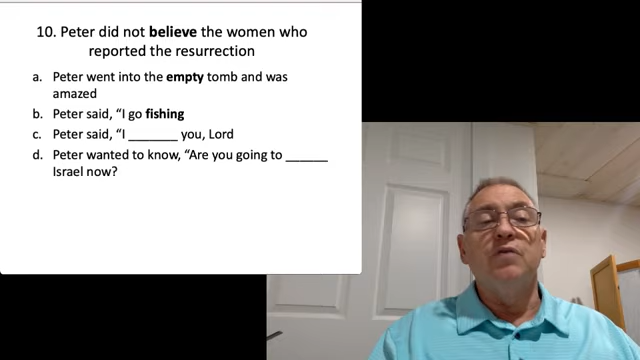 10. Peter did not believe the women who
reported the resurrection
a. Peter went into the empty tomb and was
amazed
b. Peter said, “I go fishing
c. Peter said, “I _______ you, Lord
d. Peter wanted to know, “Are you going to ______
Israel now?